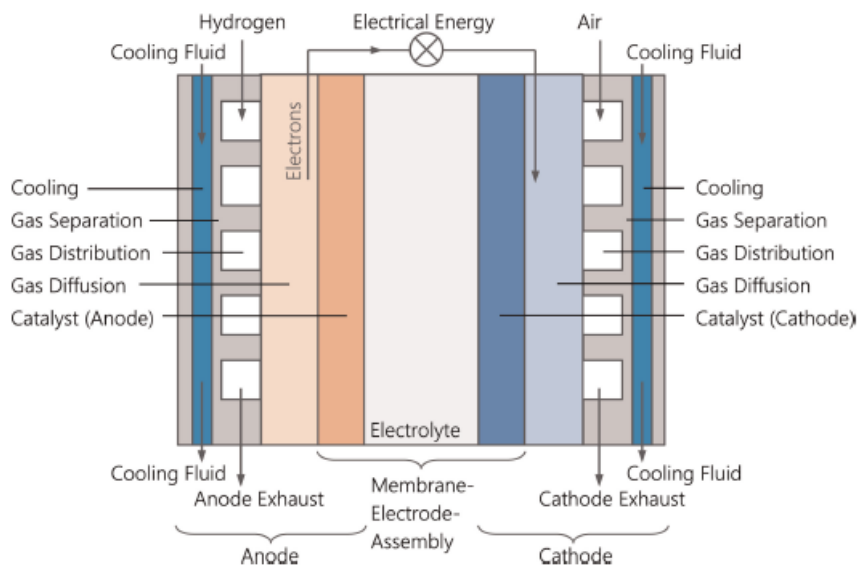 Hydrogen
Electrical Energy
Air
Cooling Fluid
Cooling Fluid
Electrons
Cooling
Gas Separation
Gas Distribution
Gas Diffusion
Catalyst (Anode)
Cooling
Gas Separation
Gas Distribution
Gas Diffusion
Catalyst (Cathode)
Electrolyte
Cooling Fluid
Cooling Fluid
Anode Exhaust
Membrane-
Electrode-
Assembly
Cathode Exhaust
Anode
Cathode